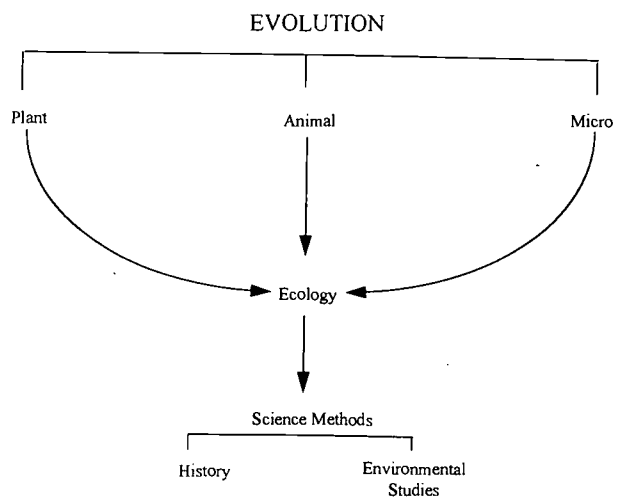 EVOLUTION
Plant Animal Micro
Ecology
Science Methods
History Environmental
Studies